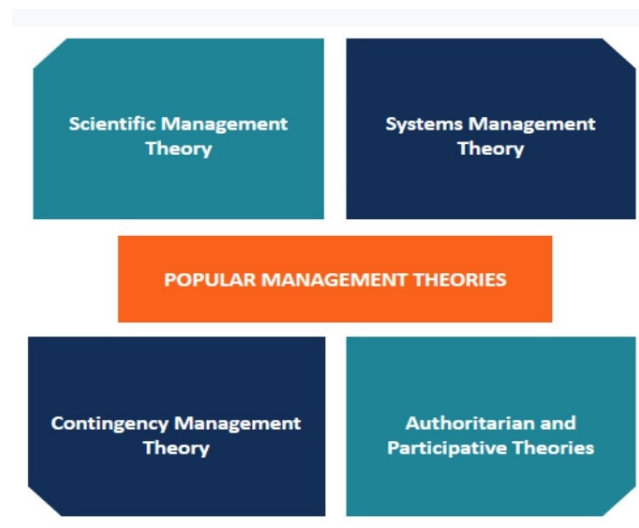 Scientific Management
Theory
Systems Management
Theory
POPULAR MANAGEMENT THEORIES
Contingency Management
Theory
Authoritarian and
Participative Theories